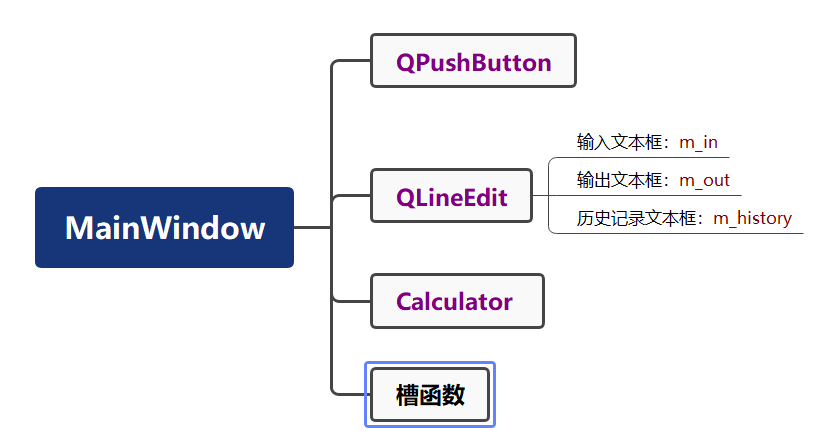 MainWindow
QPushButton
QLineEdit
输入文本框：m_in
输出文本框：m_out
历史记录文本框：m_history
Calculator
槽函数